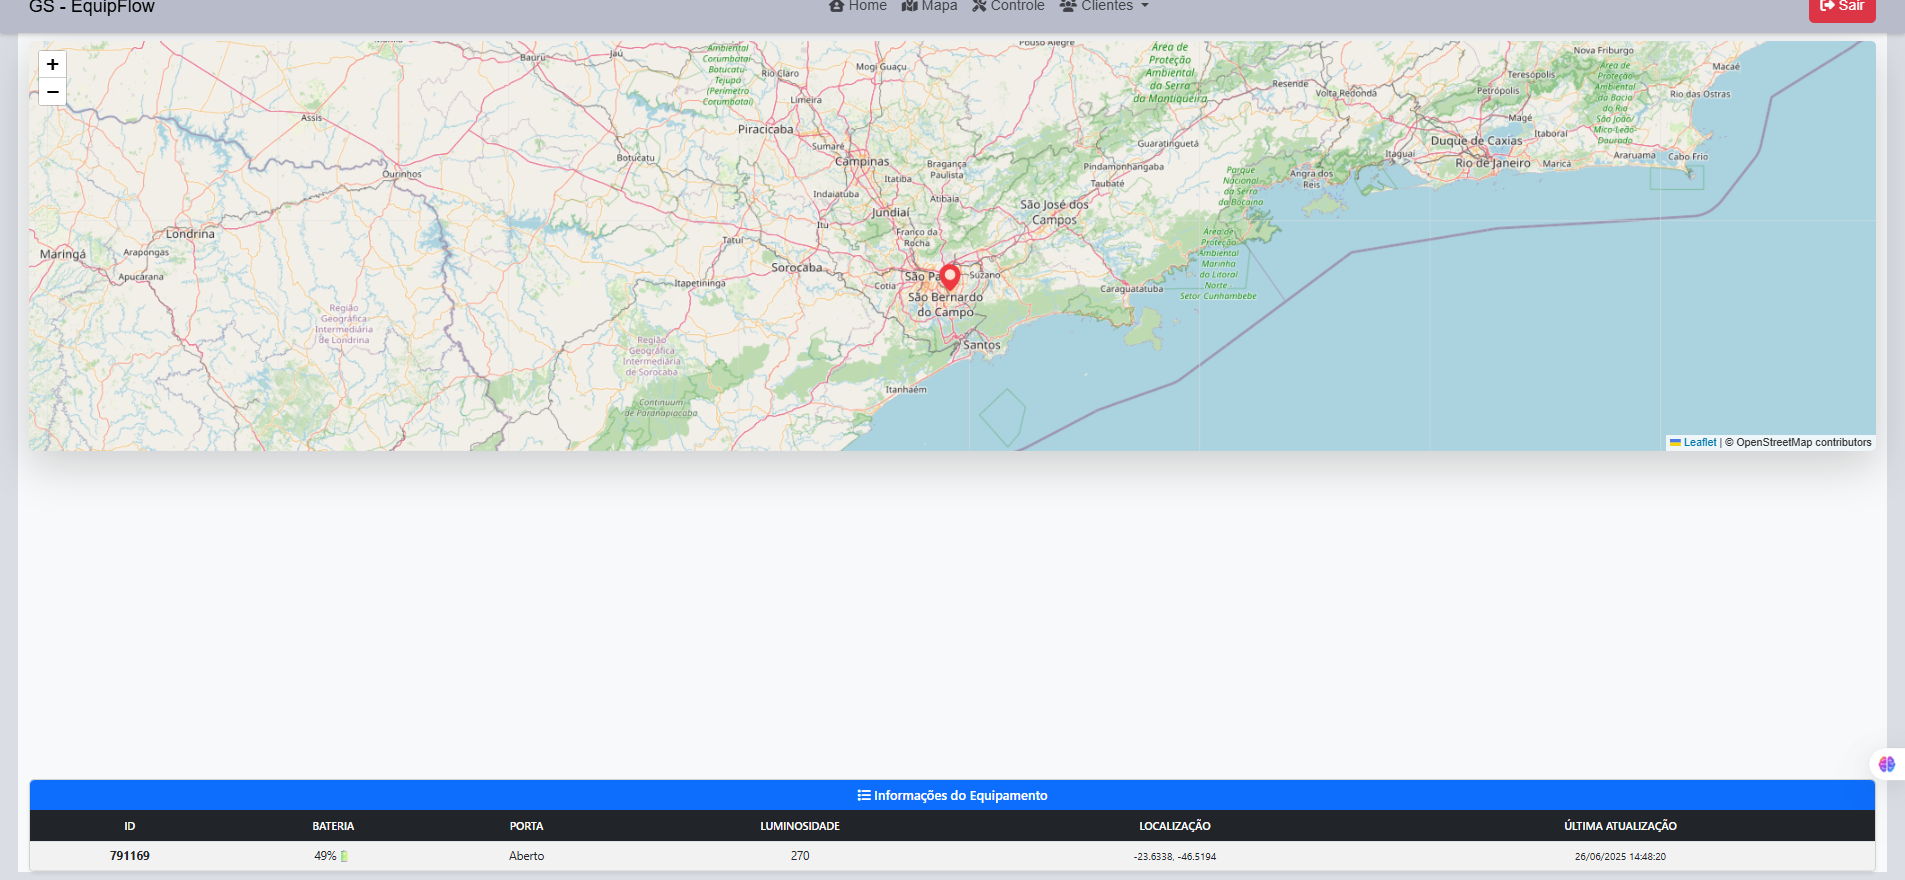 GS - EquipFlow
Home
Mapa
Controle
Clientes
Sair
+
−
Bauru
Jaú
Ambiental
Corumbataí-
Botucatu-
Tejupá
(Perímetro
Corumbataí)
Rio Claro
Mogi Guaçu
Pouso Alegre
Área de
Proteção
Ambiental
da Serra
da Mantiqueira
Nova Friburgo
Teresópolis
Área de
Proteção
Ambiental
da Bacia
do Rio
São João/
Mico-Leão-
Dourado
Macaé
Rio das Ostras
Resende
Volta Redonda
Petrópolis
Assis
Limeira
Piracicaba
Magé
Itaboraí
Duque de Caxias
Sumaré
Campinas
Guaratinguetá
Itaguaí
Rio de Janeiro
Maricá
Araruama
Cabo Frio
Botucatu
Bragança
Paulista
Pindamonhangaba
Ourinhos
Itatiba
Taubaté
Parque
Nacional
da Serra
da Bocaina
Angra dos
Reis
Indaiatuba
Atibaia
São José dos
Campos
Jundiaí
Itu
Londrina
Franco da
Rocha
Tatuí
Área de
Proteção
Ambiental
Marinha
do Litoral
Norte -
Setor Cunhambebe
Maringá
Arapongas
Apucarana
Sorocaba
São Pa
Suzano
Itapetininga
Cotia
Caraguatatuba
São Bernardo
do Campo
Região
Geográfica
Intermediária
de Londrina
Região
Geográfica
Intermediária
de Sorocaba
Santos
Itanhaém
Continuum
de Paranapiacaba
Leaflet | © OpenStreetMap contributors
Informações do Equipamento
ID BATERIA PORTA LUMINOSIDADE LOCALIZAÇÃO ÚLTIMA ATUALIZAÇÃO
791169 49% Aberto 270 -23.6338, -46.5194 26/06/2025 14:48:20